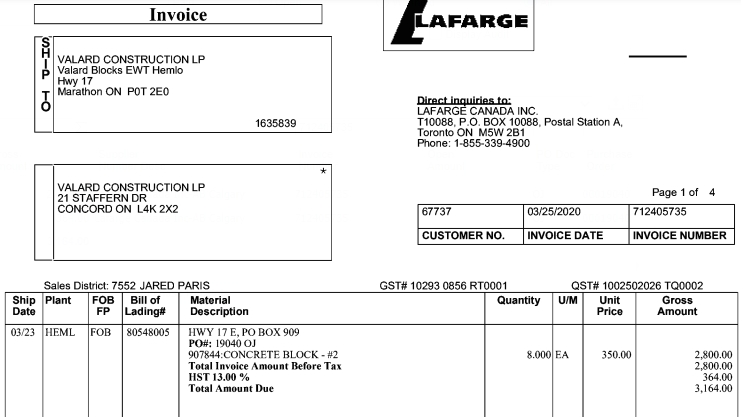 Invoice
LAFARGE
SHIP TO
VALARD CONSTRUCTION LP
Valard Blocks EWT Hemlo
Hwy 17
Marathon ON P0T 2E0
1635839
Direct inquiries to:
LAFARGE CANADA INC.
T10088, P.O. BOX 10088, Postal Station A,
Toronto ON M5W 2B1
Phone: 1-855-339-4900
*
VALARD CONSTRUCTION LP
21 STAFFERN DR
CONCORD ON L4K 2X2
Page 1 of 4
67737 03/25/2020 712405735
CUSTOMER NO. INVOICE DATE INVOICE NUMBER
Sales District: 7552 JARED PARIS GST# 10293 0856 RT0001 QST# 1002502026 TQ0002
Ship Plant FOB Bill of Material Quantity U/M Unit Gross
Date FP Lading# Description Price Amount
03/23 HEML FOB 80548005 HWY 17 E, PO BOX 909
PO#: 19040 OJ
907844:CONCRETE BLOCK - #2 8.000 EA 350.00 2,800.00
Total Invoice Amount Before Tax 2,800.00
HST 13.00 % 364.00
Total Amount Due 3,164.00